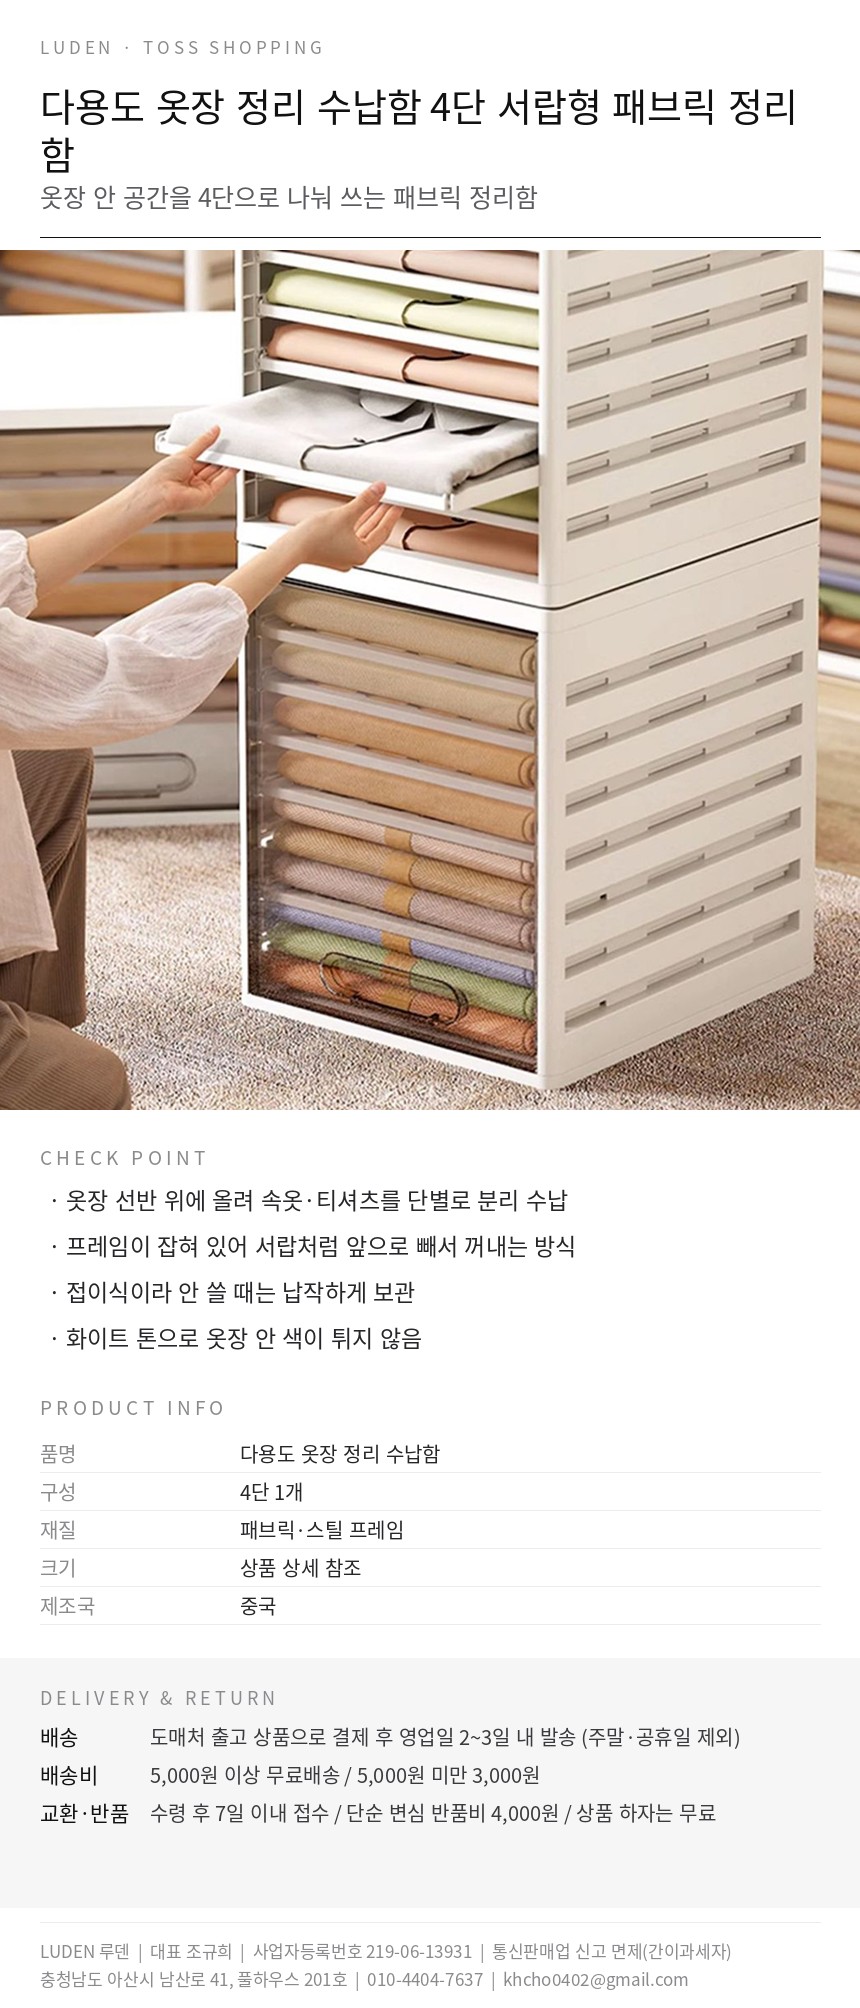 LUDEN · TOSS SHOPPING
다용도 옷장 정리 수납함 4단 서랍형 패브릭 정리
함
옷장 안 공간을 4단으로 나눠 쓰는 패브릭 정리함
CHECK POINT
· 옷장 선반 위에 올려 속옷·티셔츠를 단별로 분리 수납
· 프레임이 잡혀 있어 서랍처럼 앞으로 빼서 꺼내는 방식
· 접이식이라 안 쓸 때는 납작하게 보관
· 화이트 톤으로 옷장 안 색이 튀지 않음
PRODUCT INFO
품명 다용도 옷장 정리 수납함
구성 4단 1개
재질 패브릭·스틸 프레임
크기 상품 상세 참조
제조국 중국
DELIVERY & RETURN
배송 도매처 출고 상품으로 결제 후 영업일 2~3일 내 발송 (주말·공휴일 제외)
배송비 5,000원 이상 무료배송 / 5,000원 미만 3,000원
교환·반품 수령 후 7일 이내 접수 / 단순 변심 반품비 4,000원 / 상품 하자는 무료
LUDEN 루덴 | 대표 조규희 | 사업자등록번호 219-06-13931 | 통신판매업 신고 면제(간이과세자)
충청남도 아산시 남산로 41, 풀하우스 201호 | 010-4404-7637 | khcho0402@gmail.com